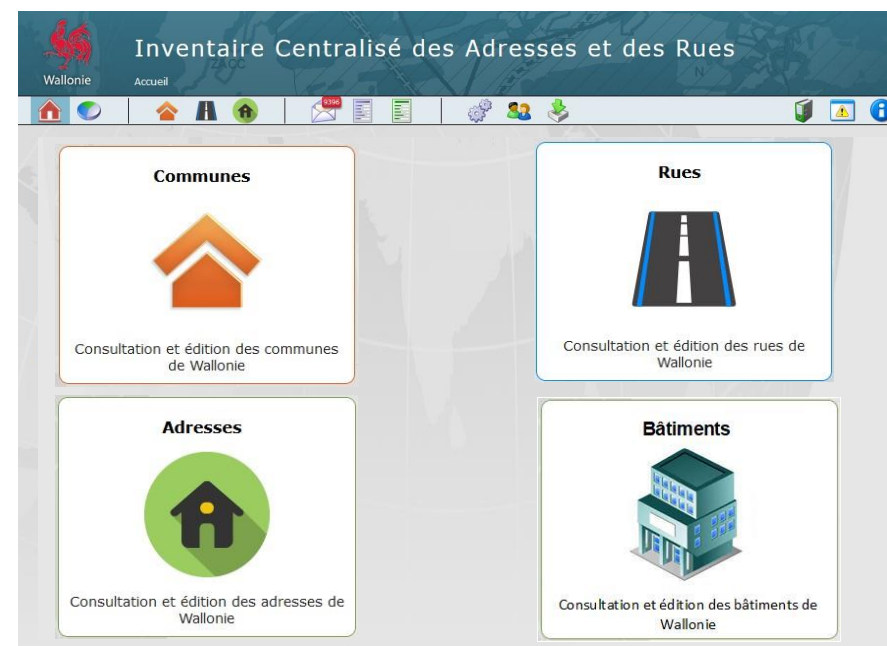 Inventaire Centralisé des Adresses et des Rues
Wallonie
Accueil
ZACC
N
9396
Communes
Consultation et édition des communes
de Wallonie
Rues
Consultation et édition des rues de
Wallonie
Adresses
Consultation et édition des adresses de
Wallonie
Bâtiments
Consultation et édition des bâtiments de
Wallonie